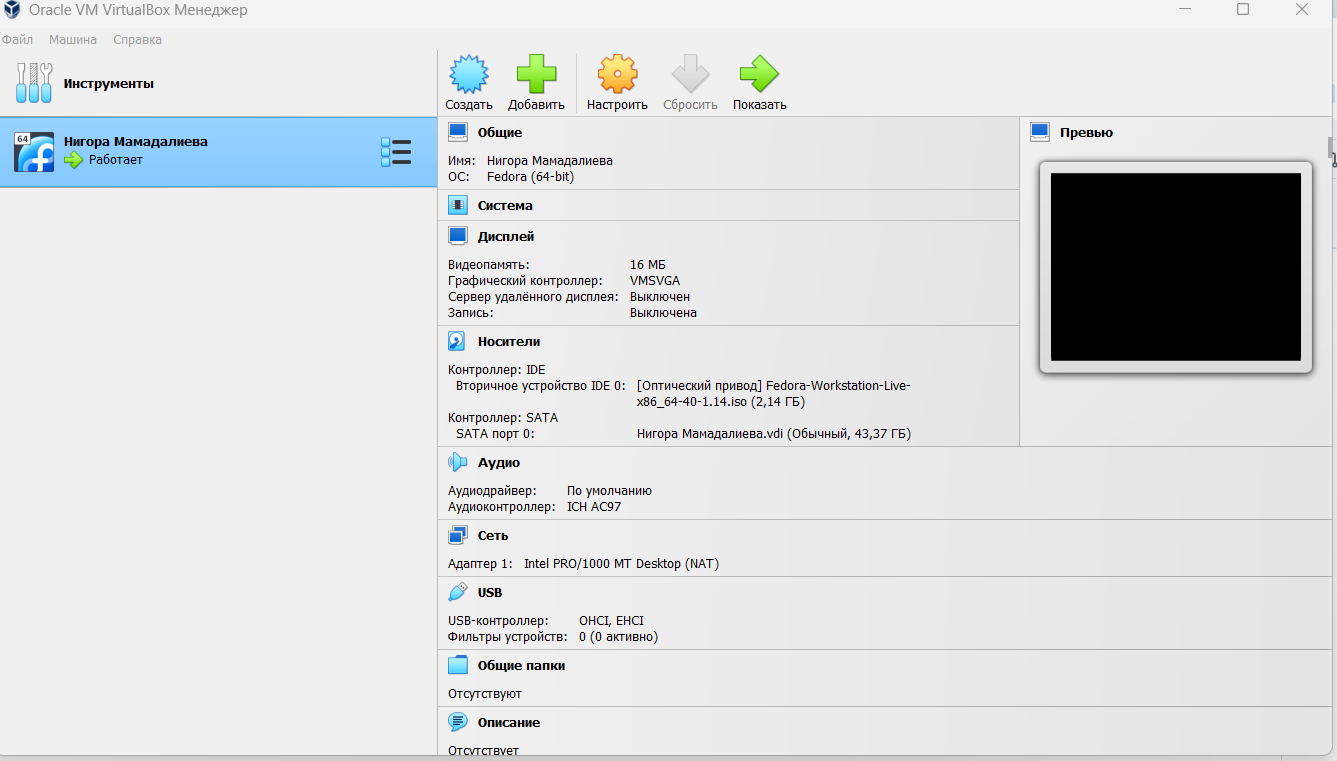 Oracle VM VirtualBox Менеджер
Файл Машина Справка
Инструменты
Создать Добавить Настроить Сбросить Показать
64
Нигора Мамадалиева
Работает
Общие
Имя: Нигора Мамадалиева
ОС: Fedora (64-bit)
Система
Дисплей
Видеопамять: 16 МБ
Графический контроллер: VMSVGA
Сервер удалённого дисплея: Выключен
Запись: Выключена
Носители
Контроллер: IDE
Вторичное устройство IDE 0: [Оптический привод] Fedora-Workstation-Live-
x86_64-40-1.14.iso (2,14 ГБ)
Контроллер: SATA
SATA порт 0: Нигора Мамадалиева.vdi (Обычный, 43,37 ГБ)
Превью
Аудио
Аудиодрайвер: По умолчанию
Аудиоконтроллер: ICH AC97
Сеть
Адаптер 1: Intel PRO/1000 MT Desktop (NAT)
USB
USB-контроллер: OHCI, EHCI
Фильтры устройств: 0 (0 активно)
Общие папки
Отсутствуют
Описание
Отсутствует